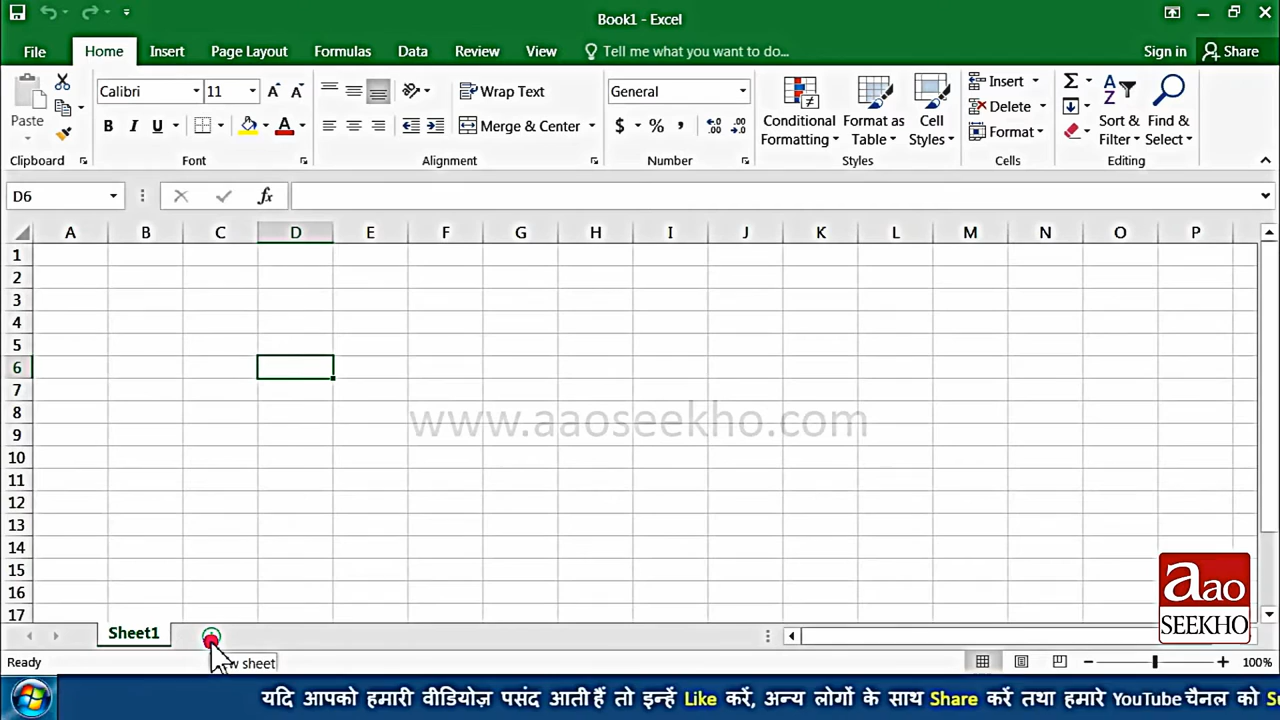 Book1 - Excel
File Home Insert Page Layout Formulas Data Review View Tell me what you want to do... Sign in Share
Calibri 11 Wrap Text General Insert
Paste B I U Merge & Center $ % , Conditional Formatting Format as Table Cell Styles Delete Sort & Filter Find & Select
Format
Clipboard Font Alignment Number Styles Cells Editing
D6 fx
A B C D E F G H I J K L M N O P
1
2
3
4
5
6
7
8
www.aaoseekho.com
9
10
11
12
13
14
15
16
17
aao
SEEKHO
Sheet1
Ready sheet 100%
यदि आपको हमारी वीडियोज़ पसंद आती हैं तो इन्हें Like करें, अन्य लोगों के साथ Share करें तथा हमारे YouTube चैनल को